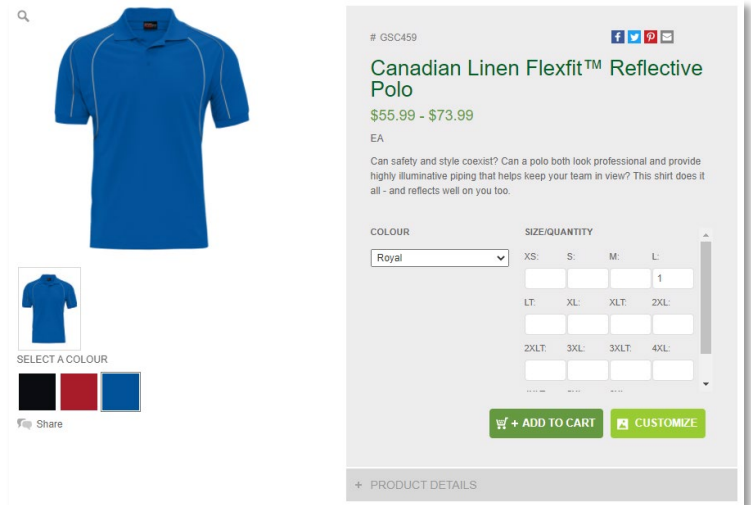 # GSC459
Canadian Linen Flexfit™ Reflective
Polo
$55.99 - $73.99
EA
Can safety and style coexist? Can a polo both look professional and provide
highly illuminative piping that helps keep your team in view? This shirt does it
all - and reflects well on you too.
COLOUR
Royal
SIZE/QUANTITY
XS: S: M: L:
1
LT: XL: XLT: 2XL:
2XLT: 3XL: 3XLT: 4XL:
+ ADD TO CART
CUSTOMIZE
+ PRODUCT DETAILS
SELECT A COLOUR
Share